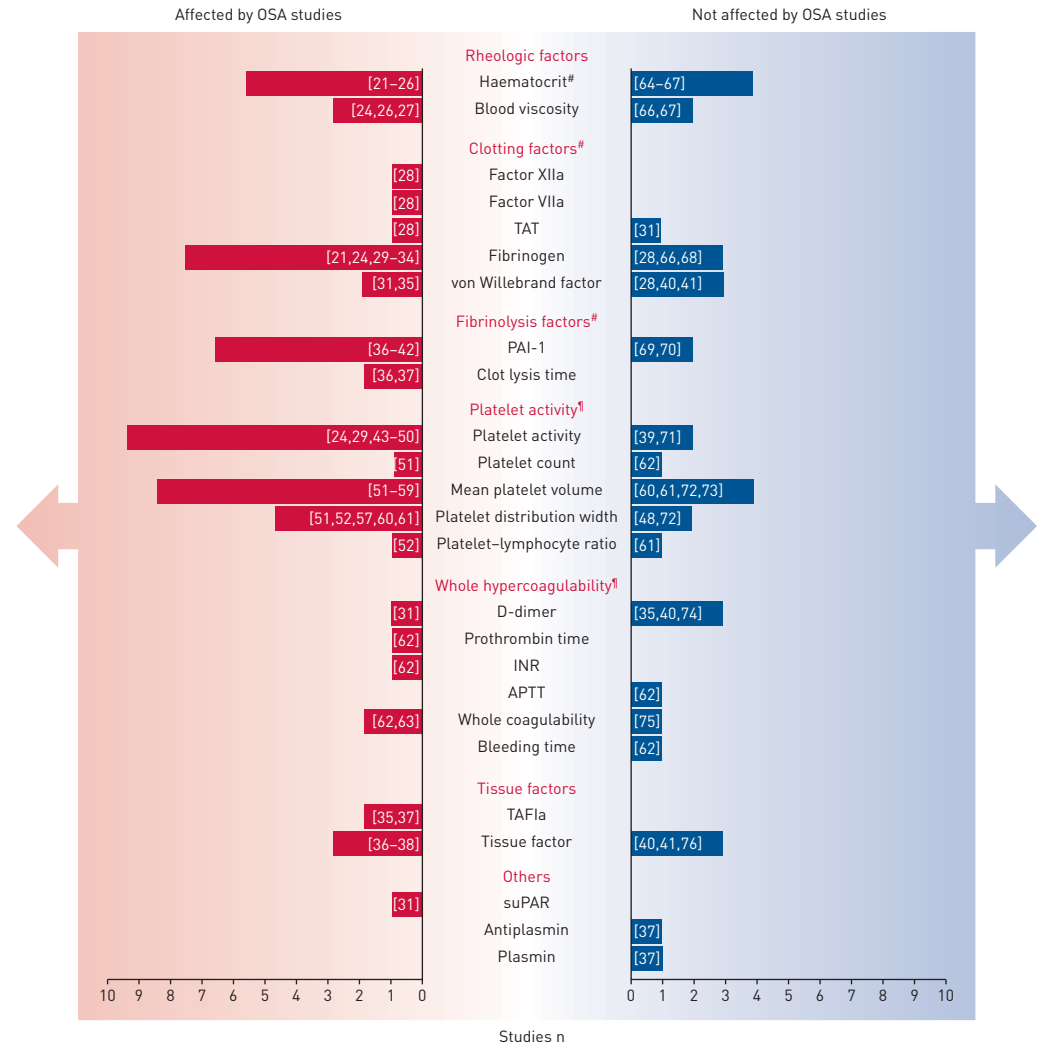 Affected by OSA studies Not affected by OSA studies
Rheologic factors
[21–26] Haematocrit# [64–67]
[24,26,27] Blood viscosity [66,67]
Clotting factors#
[28] Factor XIIa
[28] Factor VIIa
[28] TAT [31]
[21,24,29–34] Fibrinogen [28,66,68]
[31,35] von Willebrand factor [28,40,41]
Fibrinolysis factors#
[36–42] PAI-1 [69,70]
[36,37] Clot lysis time
Platelet activity¶
[24,29,43–50] Platelet activity [39,71]
[51] Platelet count [62]
[51–59] Mean platelet volume [60,61,72,73]
[51,52,57,60,61] Platelet distribution width [48,72]
[52] Platelet–lymphocyte ratio [61]
Whole hypercoagulability¶
[31] D-dimer [35,40,74]
[62] Prothrombin time
[62] INR
APTT [62]
[62,63] Whole coagulability [75]
Bleeding time [62]
Tissue factors
[35,37] TAFIa
[36–38] Tissue factor [40,41,76]
Others
[31] suPAR
Antiplasmin [37]
Plasmin [37]
10 9 8 7 6 5 4 3 2 1 0 0 1 2 3 4 5 6 7 8 9 10
Studies n